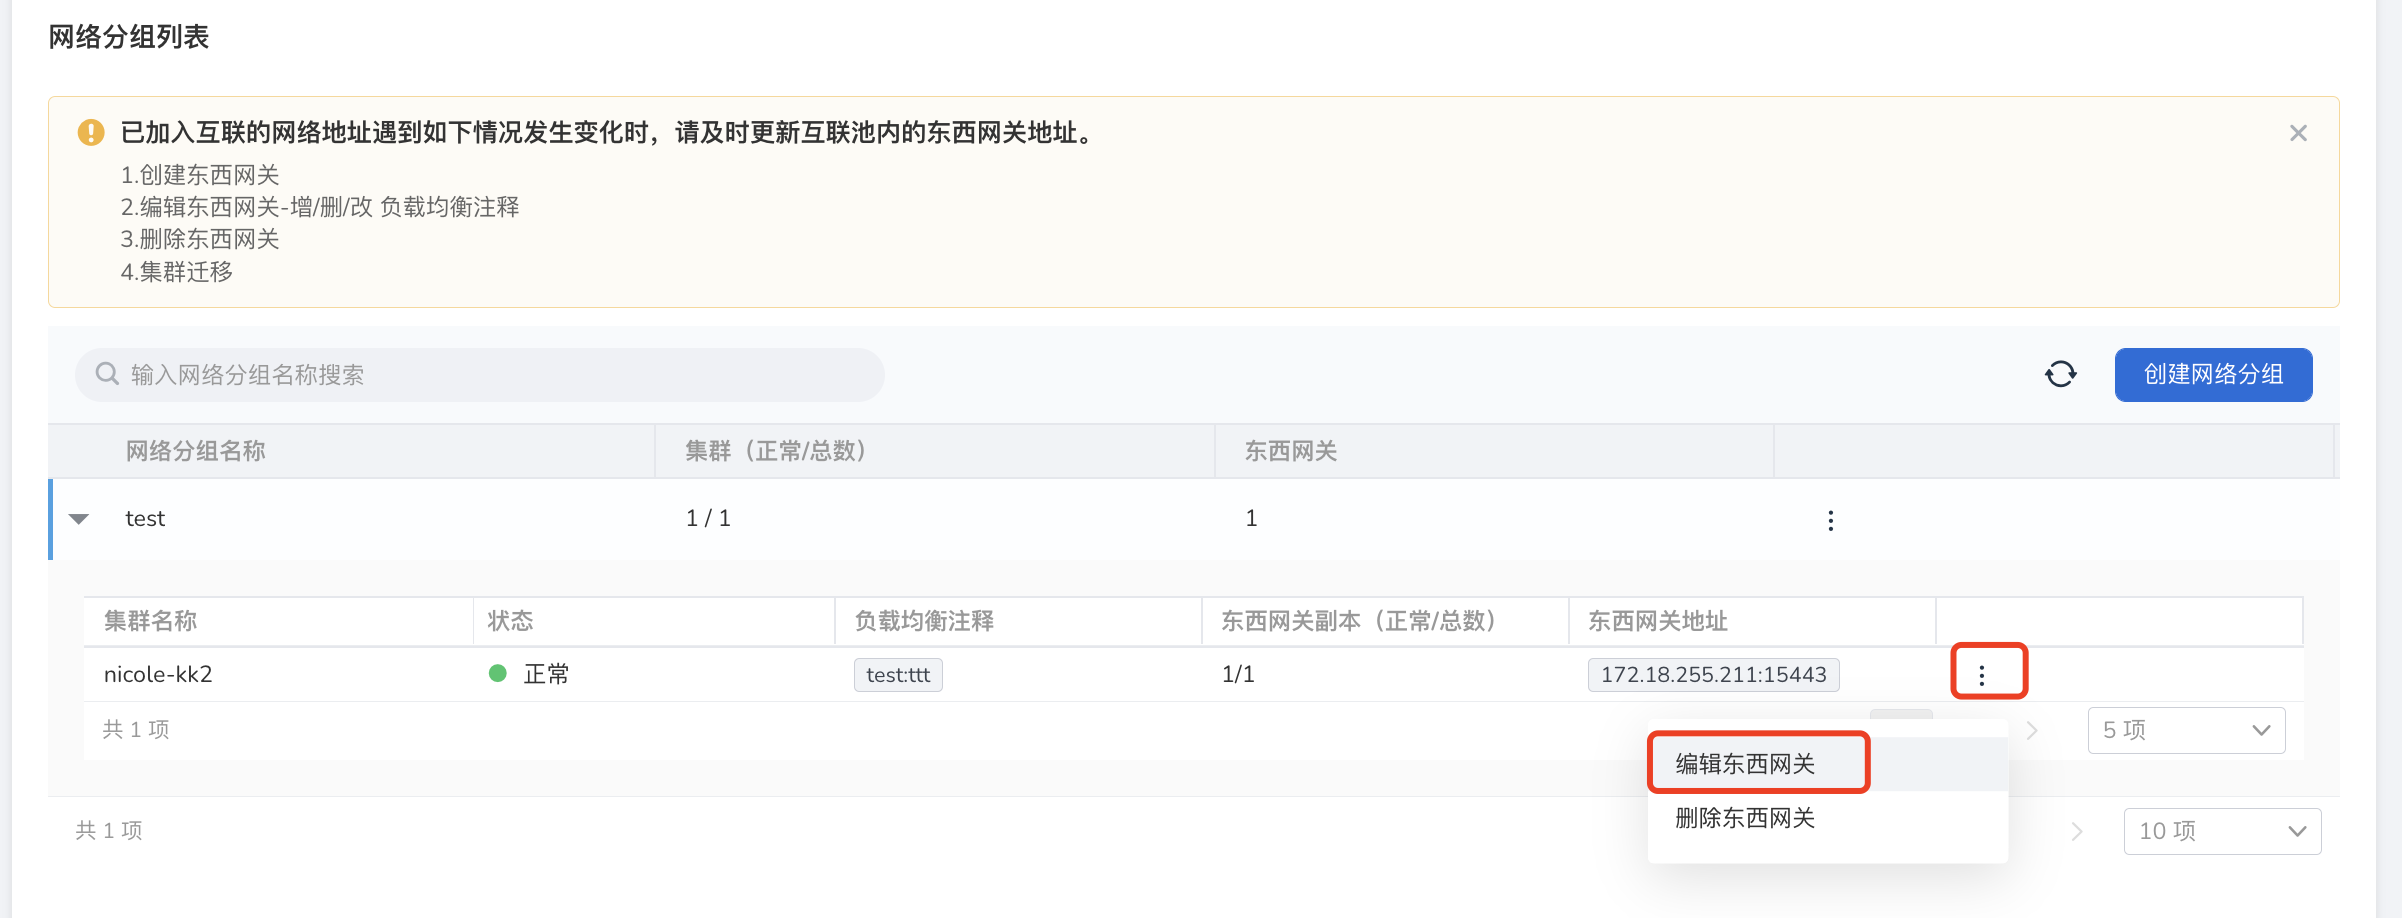 网络分组列表
已加入互联的网络地址遇到如下情况发生变化时，请及时更新互联池内的东西网关地址。
1.创建东西网关
2.编辑东西网关-增/删/改 负载均衡注释
3.删除东西网关
4.集群迁移
输入网络分组名称搜索
创建网络分组
网络分组名称 集群（正常/总数） 东西网关
test 1 / 1 1
集群名称 状态 负载均衡注释 东西网关副本（正常/总数） 东西网关地址
nicole-kk2 正常 test:ttt 1/1 172.18.255.211:15443
共 1 项 5 项
编辑东西网关
删除东西网关
共 1 项 10 项